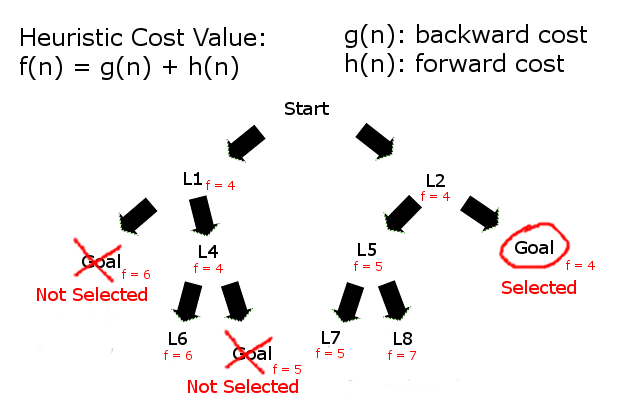 Heuristic Cost Value:
f(n) = g(n) + h(n)
g(n): backward cost
h(n): forward cost
Start
L1
f = 4
L2
f = 4
Goal
f = 6
Not Selected
L4
f = 4
L5
f = 5
Goal
f = 4
Selected
L6
f = 6
Goal
f = 5
Not Selected
L7
f = 5
L8
f = 7